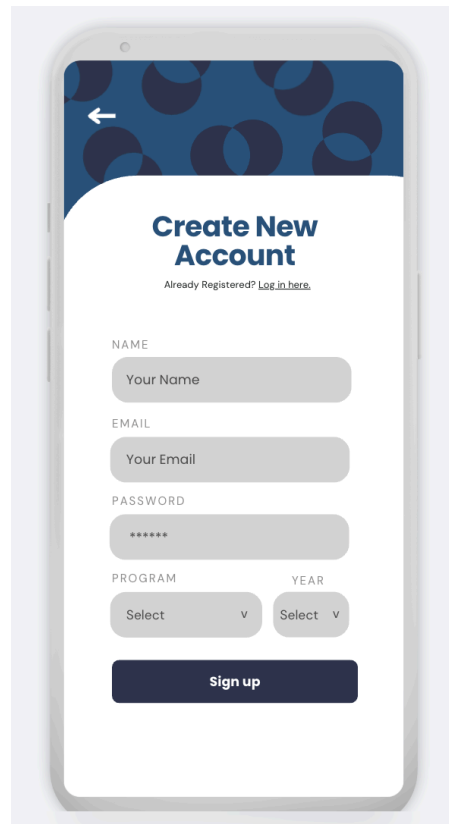 Create New
Account
Already Registered? Log in here.
NAME
Your Name
EMAIL
Your Email
PASSWORD
******
PROGRAM YEAR
Select v Select v
Sign up